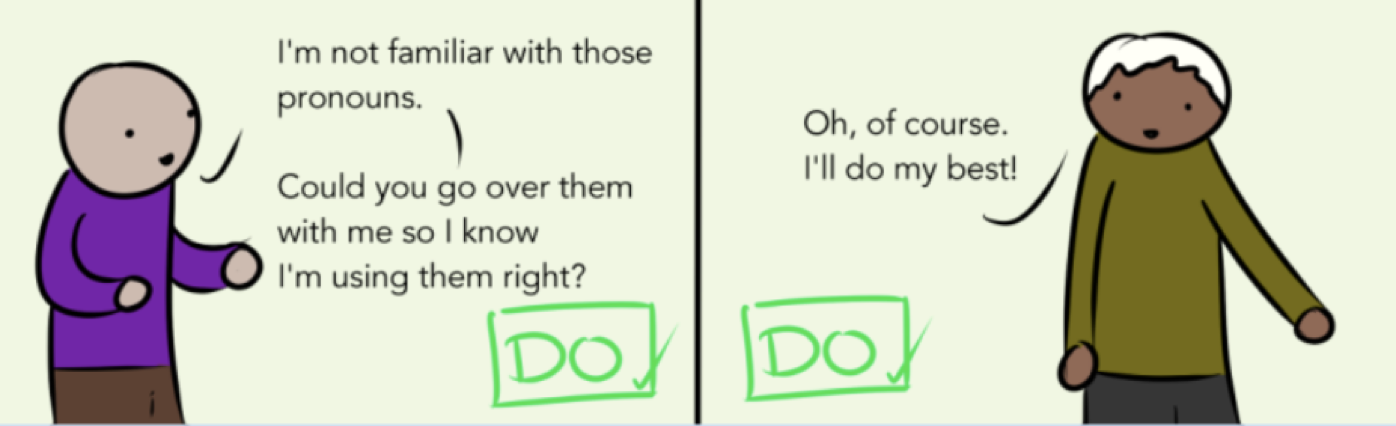 I'm not familiar with those
pronouns.
Could you go over them
with me so I know
I'm using them right?
DO
Oh, of course.
I'll do my best!
DO